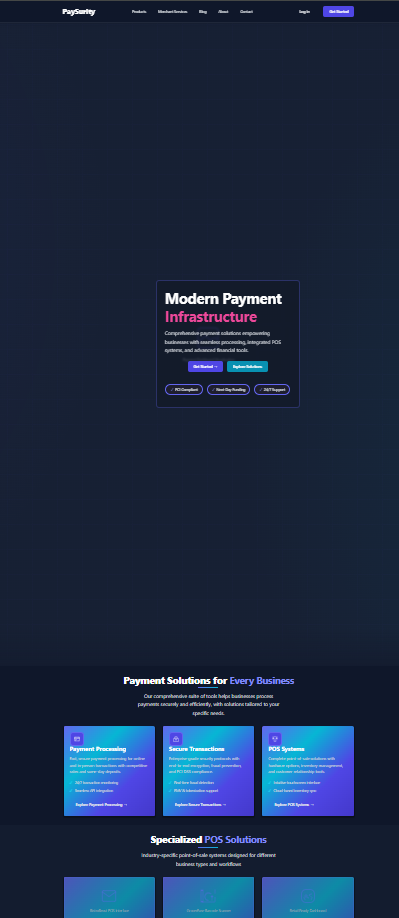 PaySurity
Products Merchant Services Blog About Contact Log In Get Started
Modern Payment
Infrastructure
Comprehensive payment solutions empowering
businesses with seamless processing, integrated POS
systems, and advanced financial tools.
Get Started → Explore Solutions
✓ PCI Compliant ✓ Next-Day Funding ✓ 24/7 Support
Payment Solutions for Every Business
Our comprehensive suite of tools helps businesses process
payments securely and efficiently, with solutions tailored to your
specific needs.
Payment Processing
Fast, secure payment processing for online
and in-person transactions with competitive
rates and same-day deposits.
✓ 24/7 transaction monitoring
✓ Seamless API integration
Explore Payment Processing →
Secure Transactions
Enterprise-grade security protocols with
end-to-end encryption, fraud prevention,
and PCI DSS compliance.
✓ Real-time fraud detection
Explore Secure Transactions →
POS Systems
Complete point-of-sale solutions with
hardware options, inventory management,
and customer relationship tools.
✓ Intuitive touchscreen interface
✓ Cloud-based inventory sync
Explore POS Systems →
Specialized POS Solutions
Industry-specific point-of-sale systems designed for different
business types and workflows